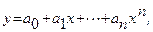 y = a₀ + a₁x + ⋯ + aₙxⁿ,